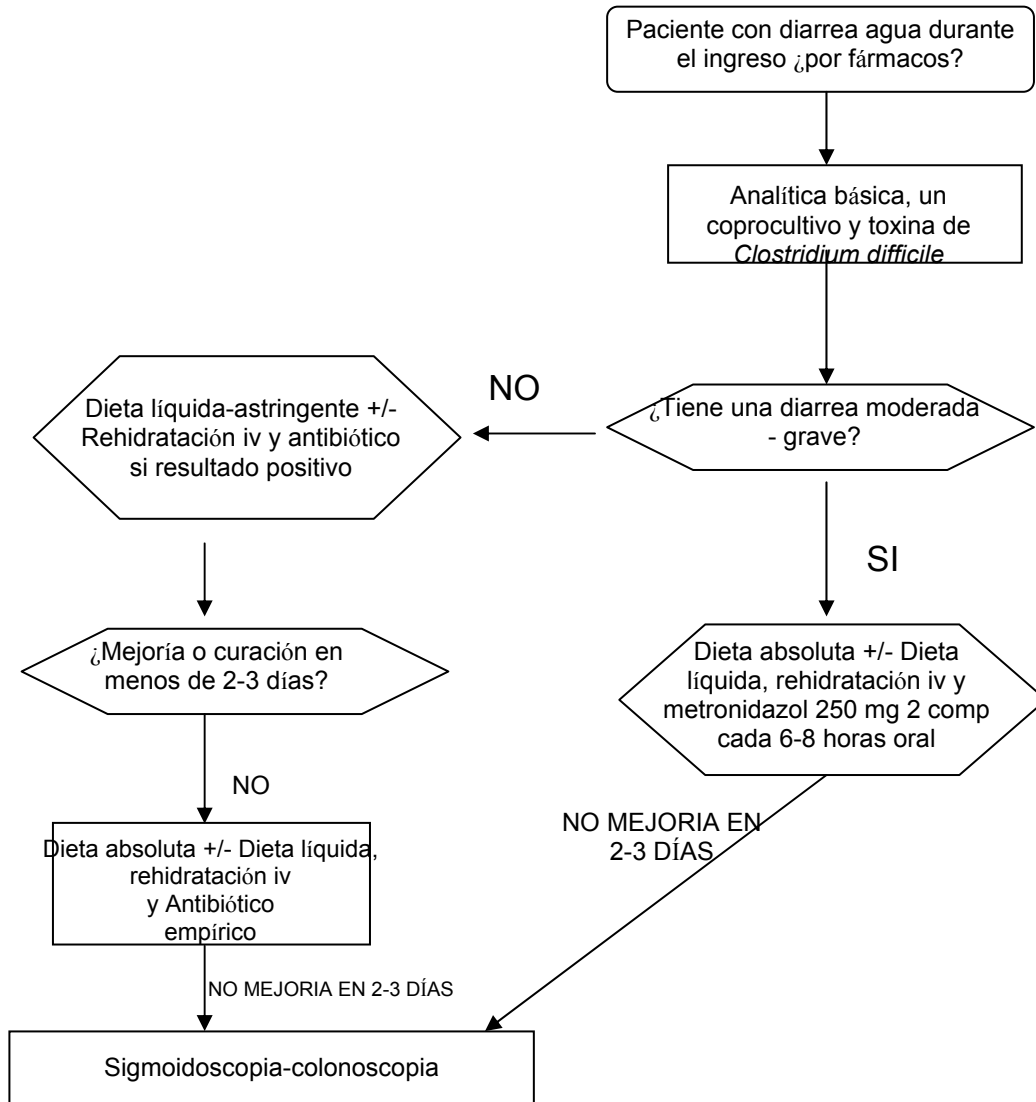 Paciente con diarrea agua durante
el ingreso ¿por fármacos?
Analítica básica, un
coprocultivo y toxina de
Clostridium difficile
¿Tiene una diarrea moderada
- grave?
NO
Dieta líquida-astringente +/-
Rehidratación iv y antibiótico
si resultado positivo
SI
¿Mejoría o curación en
menos de 2-3 días?
Dieta absoluta +/- Dieta
líquida, rehidratación iv y
metronidazol 250 mg 2 comp
cada 6-8 horas oral
NO
NO MEJORIA EN
2-3 DÍAS
Dieta absoluta +/- Dieta líquida,
rehidratación iv
y Antibiótico
empírico
NO MEJORIA EN 2-3 DÍAS
Sigmoidoscopia-colonoscopia